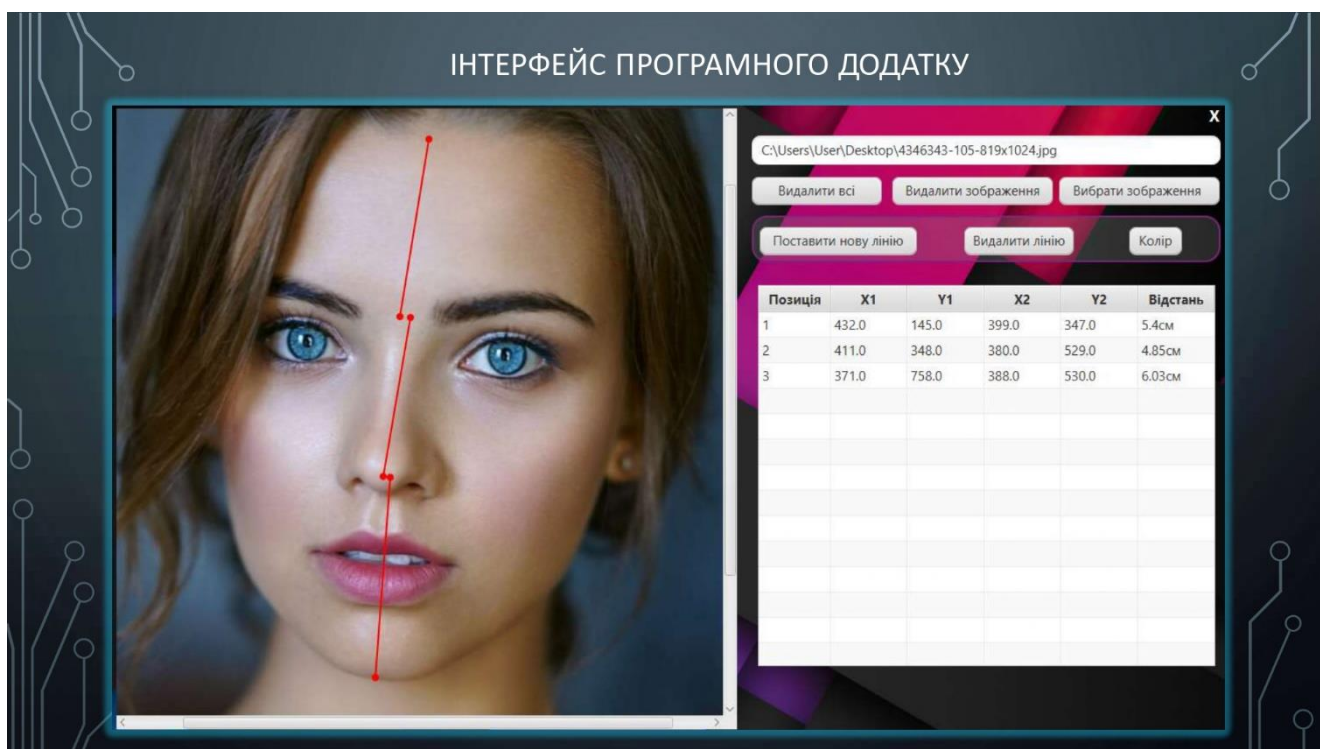 ІНТЕРФЕЙС ПРОГРАМНОГО ДОДАТКУ
X
C:\Users\User\Desktop\4346343-105-819x1024.jpg
Видалити всі Видалити зображення Вибрати зображення
Поставити нову лінію Видалити лінію Колір
Позиція X1 Y1 X2 Y2 Відстань
1 432.0 145.0 399.0 347.0 5.4см
2 411.0 348.0 380.0 529.0 4.85см
3 371.0 758.0 388.0 530.0 6.03см